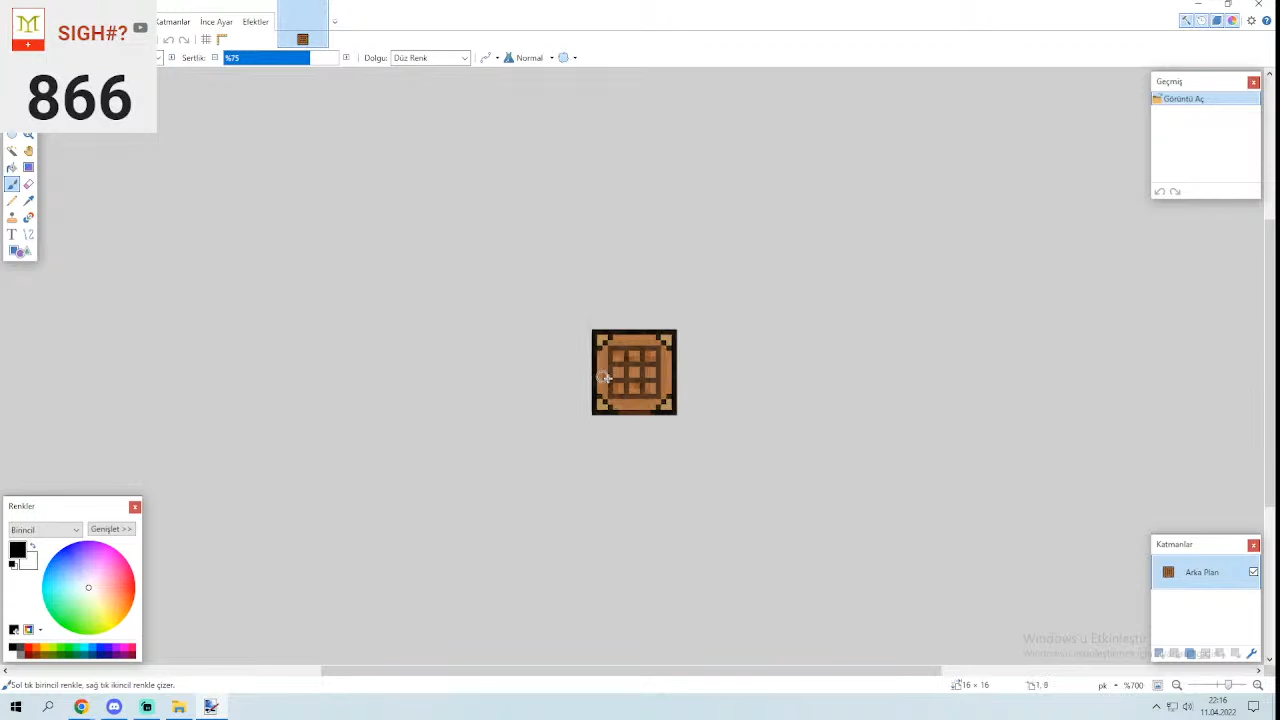 SIGH#?
866
Katmanlar İnce Ayar Efektler
Sertlik: %75 Dolgu: Düz Renk Normal
Geçmiş
Görüntü Aç
T
Renkler
Birincil Genişlet >>
Katmanlar
Arka Plan
Windows'u Etkinleştir
Sol tık birincil renkle, sağ tık ikincil renkle çizer. 16 × 16 1, 8 pk %700
22:16
11.04.2022